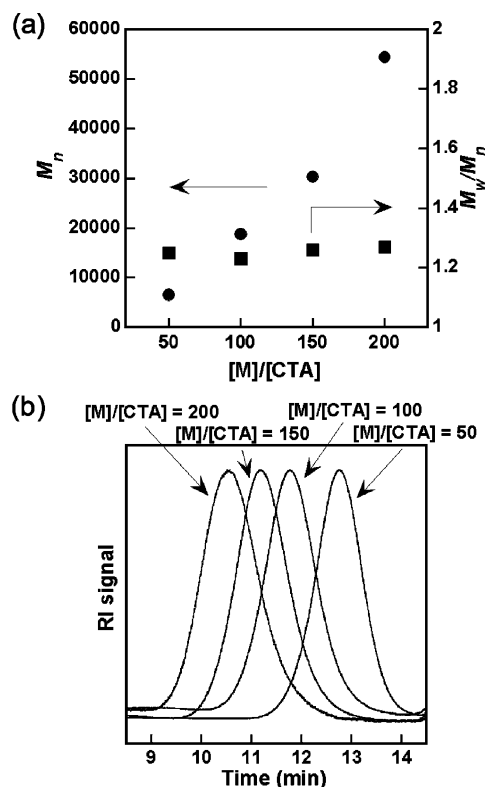 (a)
60000
50000
40000
30000
20000
10000
0
Mn
2
1.8
1.6
1.4
1.2
1
Mw/Mn
50 100 150 200
[M]/[CTA]
(b)
[M]/[CTA] = 200
[M]/[CTA] = 100
[M]/[CTA] = 150
[M]/[CTA] = 50
RI signal
9 10 11 12 13 14
Time (min)